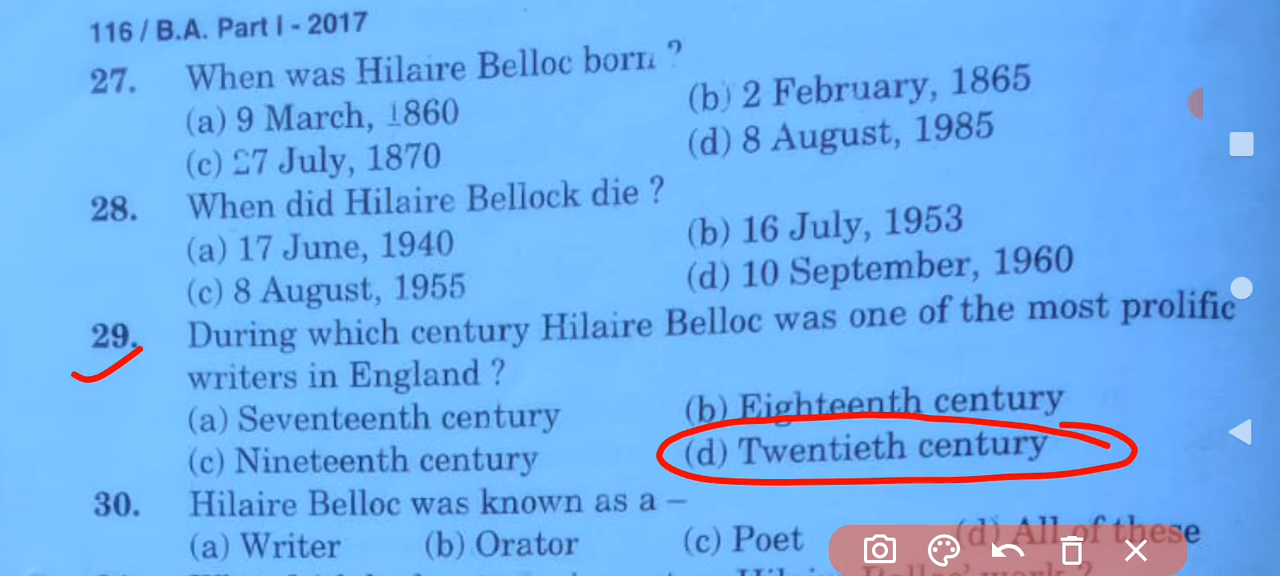 116 / B.A. Part I - 2017
27. When was Hilaire Belloc born ?
(a) 9 March, 1860 (b) 2 February, 1865
(c) 27 July, 1870 (d) 8 August, 1985
28. When did Hilaire Bellock die ?
(a) 17 June, 1940 (b) 16 July, 1953
(c) 8 August, 1955 (d) 10 September, 1960
29. During which century Hilaire Belloc was one of the most prolific
writers in England ?
(a) Seventeenth century (b) Eighteenth century
(c) Nineteenth century (d) Twentieth century
30. Hilaire Belloc was known as a –
(a) Writer (b) Orator (c) Poet (d) All of these